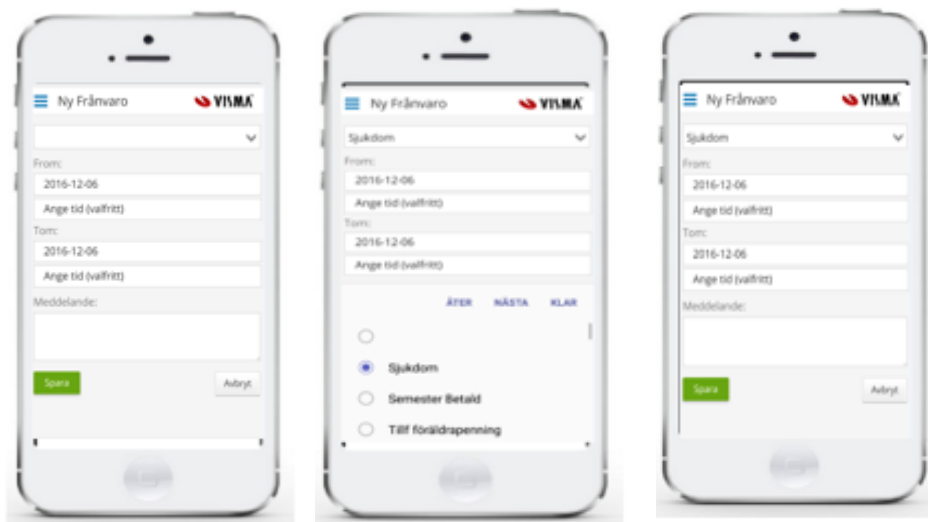 Ny Frånvaro VISMA
From:
2016-12-06
Ange tid (valfritt)
Tom:
2016-12-06
Ange tid (valfritt)
Meddelande:
Spara Avbryt
Ny Frånvaro VISMA
Sjukdom
From:
2016-12-06
Ange tid (valfritt)
Tom:
2016-12-06
Ange tid (valfritt)
ÅTER NÄSTA KLAR
Sjukdom
Semester Betald
Tillf föräldrapenning
Ny Frånvaro VISMA
Sjukdom
From:
2016-12-06
Ange tid (valfritt)
Tom:
2016-12-06
Ange tid (valfritt)
Meddelande:
Spara Avbryt